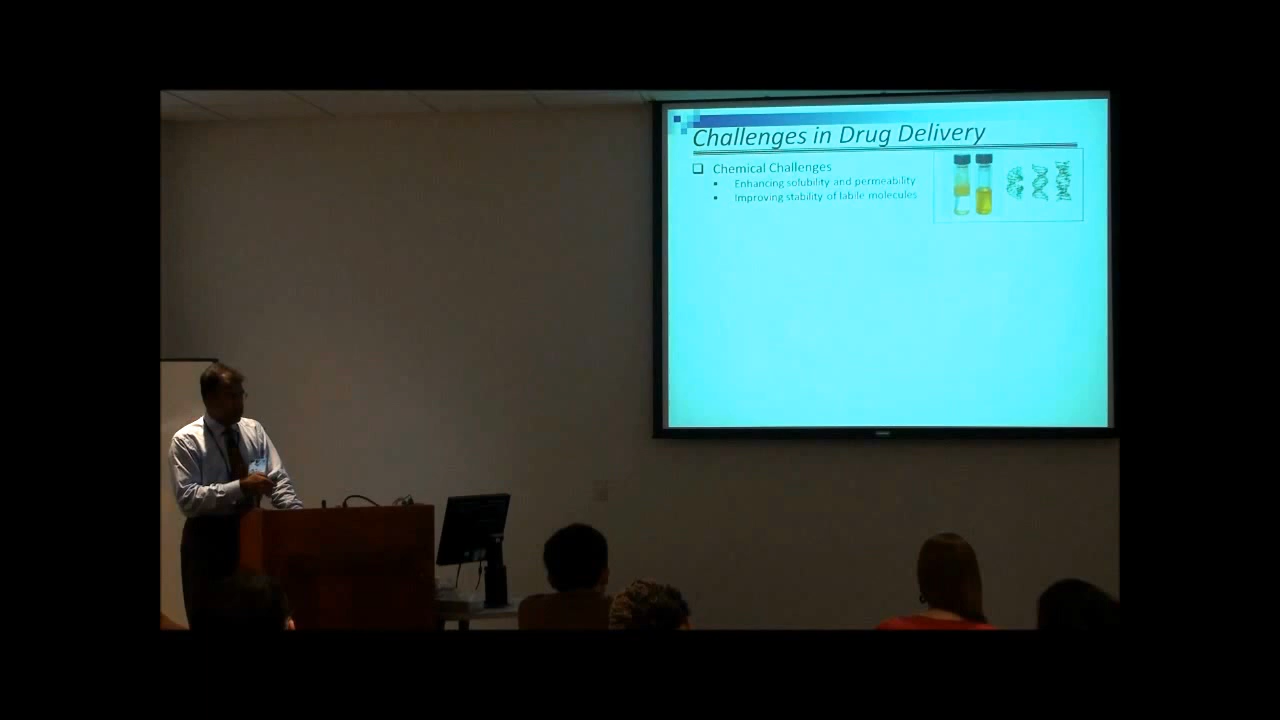 Challenges in Drug Delivery
Chemical Challenges
Enhancing solubility and permeability
Improving stability of labile molecules